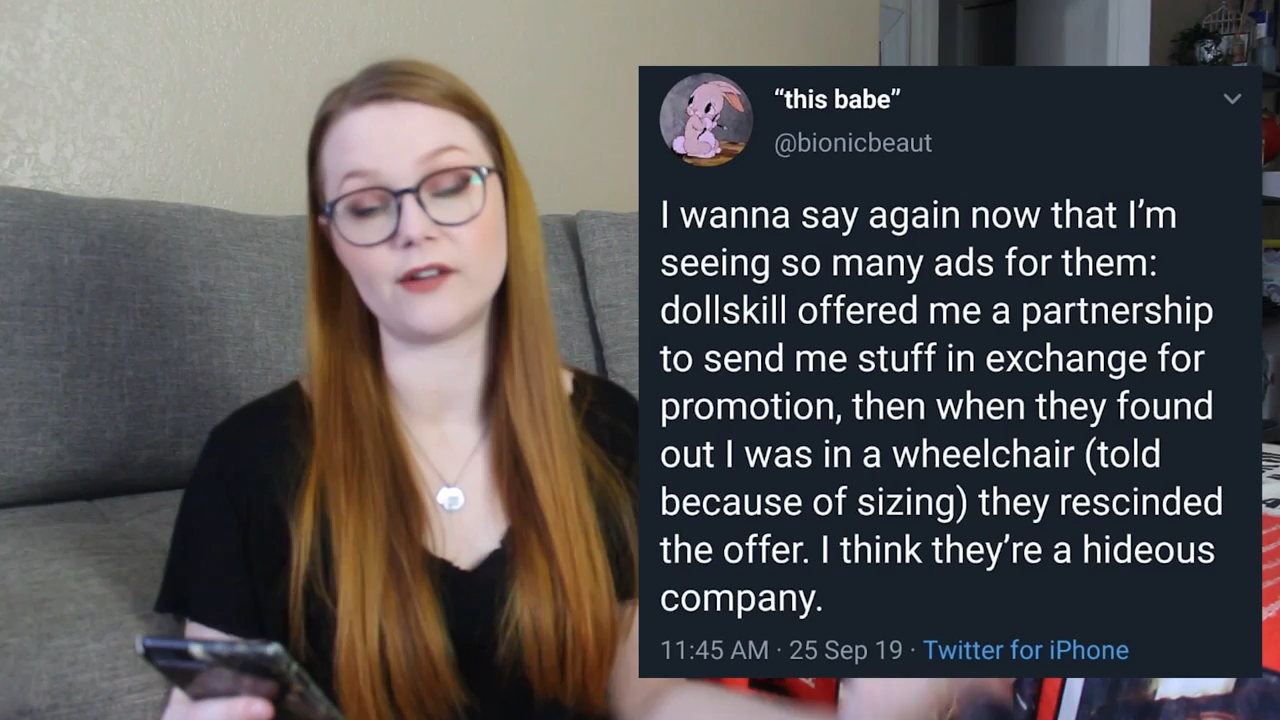 “this babe”
@bionicbeaut
I wanna say again now that I’m
seeing so many ads for them:
dollskill offered me a partnership
to send me stuff in exchange for
promotion, then when they found
out I was in a wheelchair (told
because of sizing) they rescinded
the offer. I think they’re a hideous
company.
11:45 AM · 25 Sep 19 · Twitter for iPhone